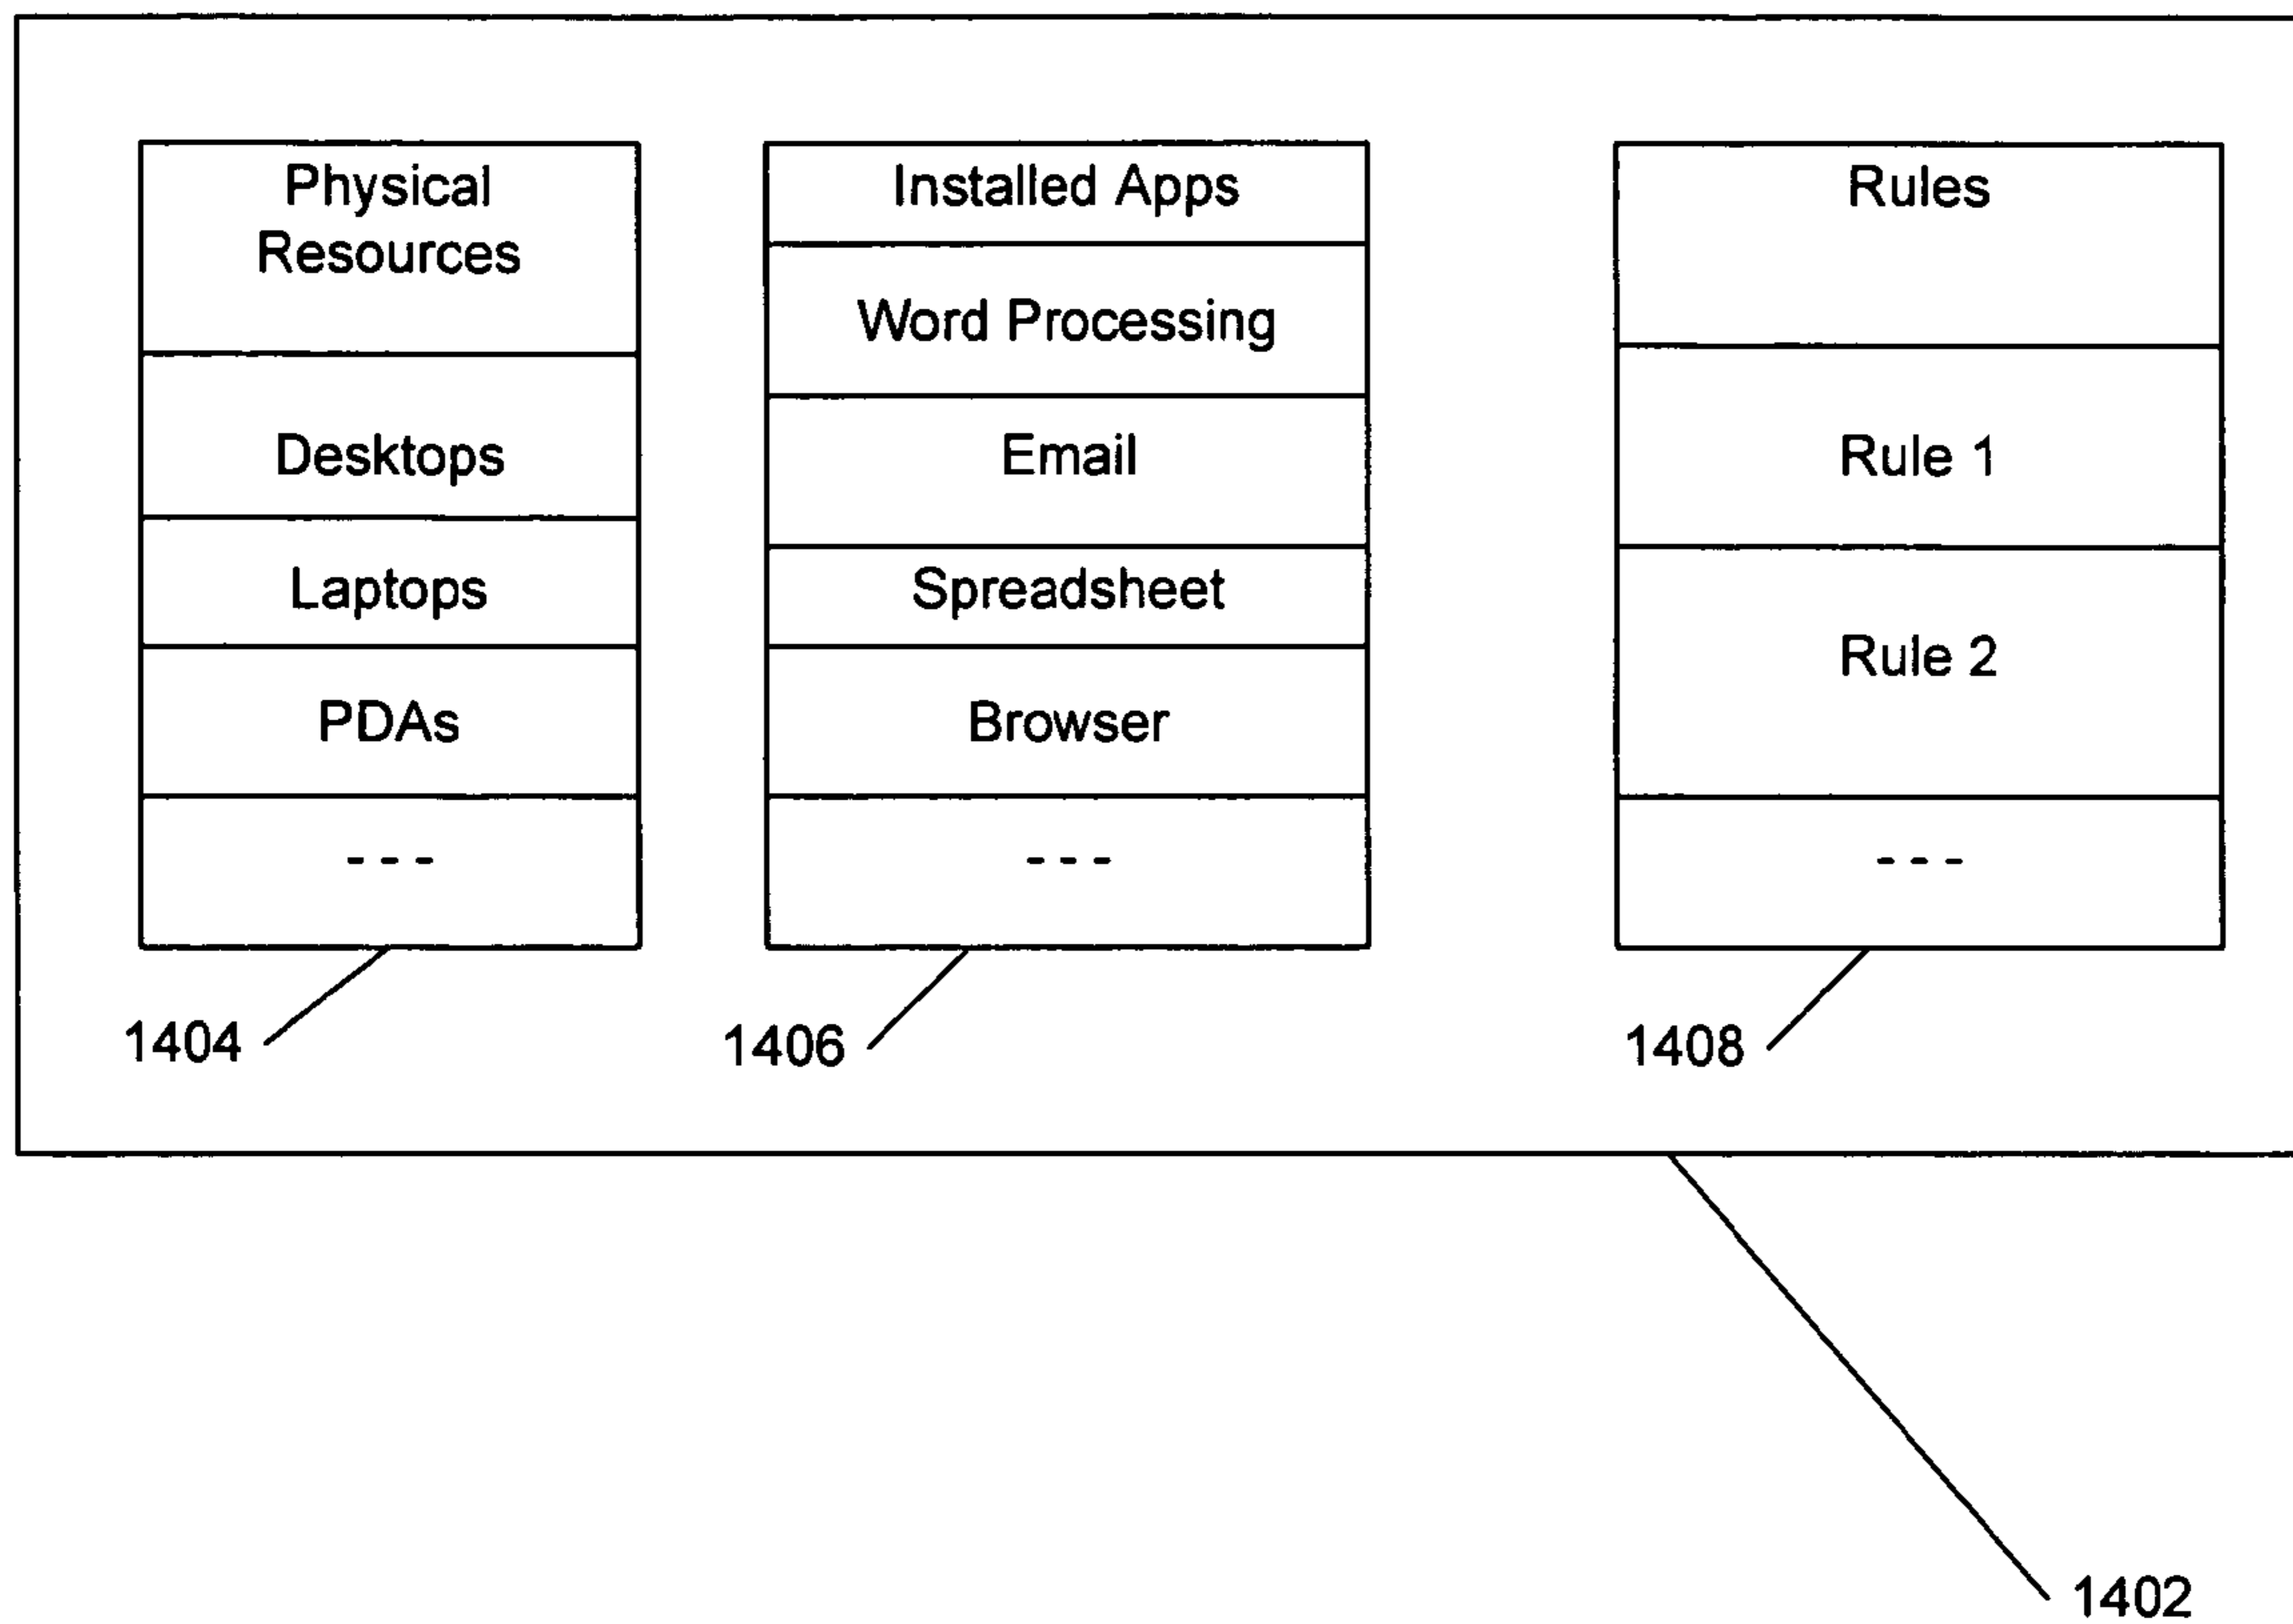 Physical
Resources
Desktops
Laptops
PDAs
- - -
1404
Installed Apps
Word Processing
Email
Spreadsheet
Browser
- - -
1406
Rules
Rule 1
Rule 2
- - -
1408
1402